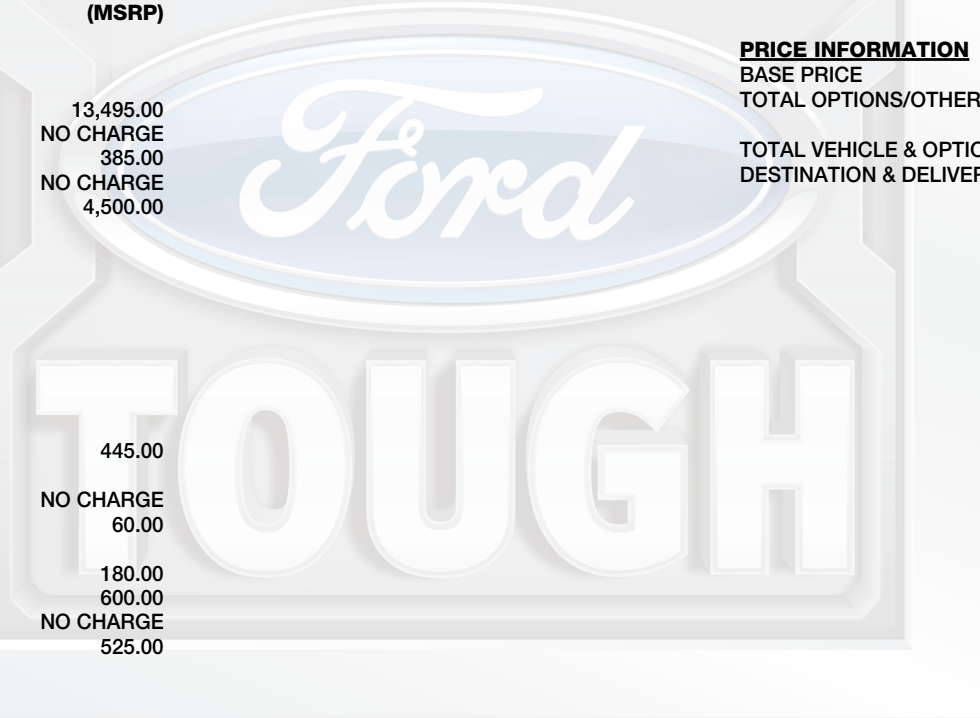 (MSRP)
13,495.00
NO CHARGE
385.00
NO CHARGE
4,500.00
445.00
NO CHARGE
60.00
180.00
600.00
NO CHARGE
525.00
PRICE INFORMATION
BASE PRICE
TOTAL OPTIONS/OTHER
TOTAL VEHICLE & OPTIO
DESTINATION & DELIVER
Ford
TOUGH